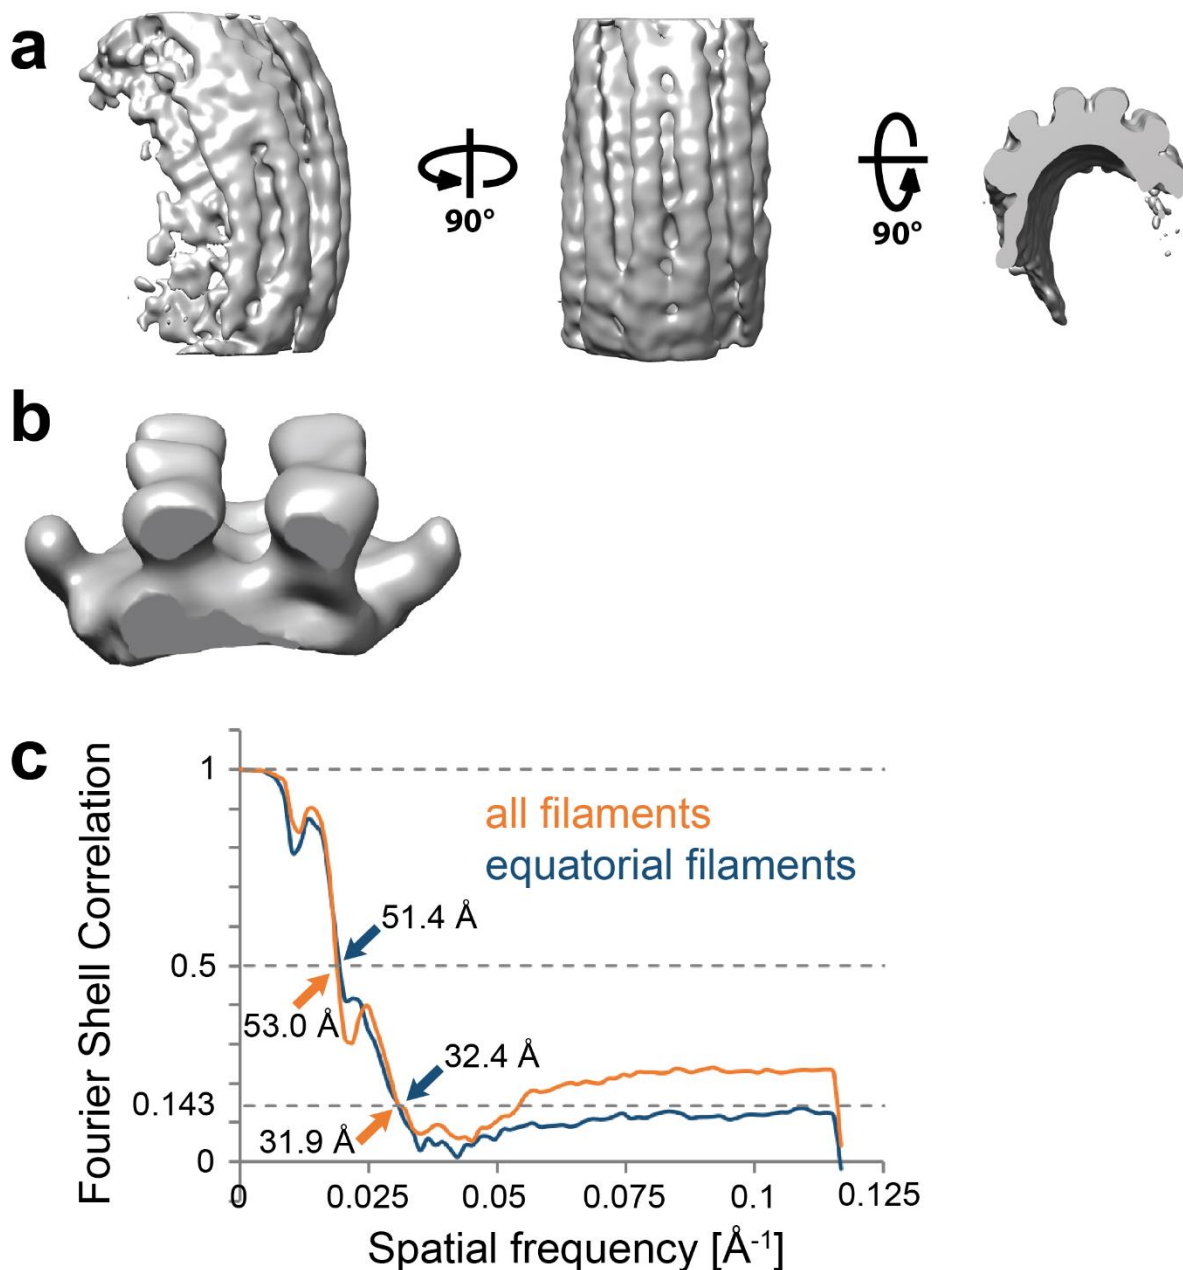 a
90°
90°
b
c
Fourier Shell Correlation
1
0.5
0.143
0
all filaments
equatorial filaments
51.4 Å
53.0 Å
32.4 Å
31.9 Å
0
0.025
0.05
0.075
0.1
0.125
Spatial frequency [Å-1]